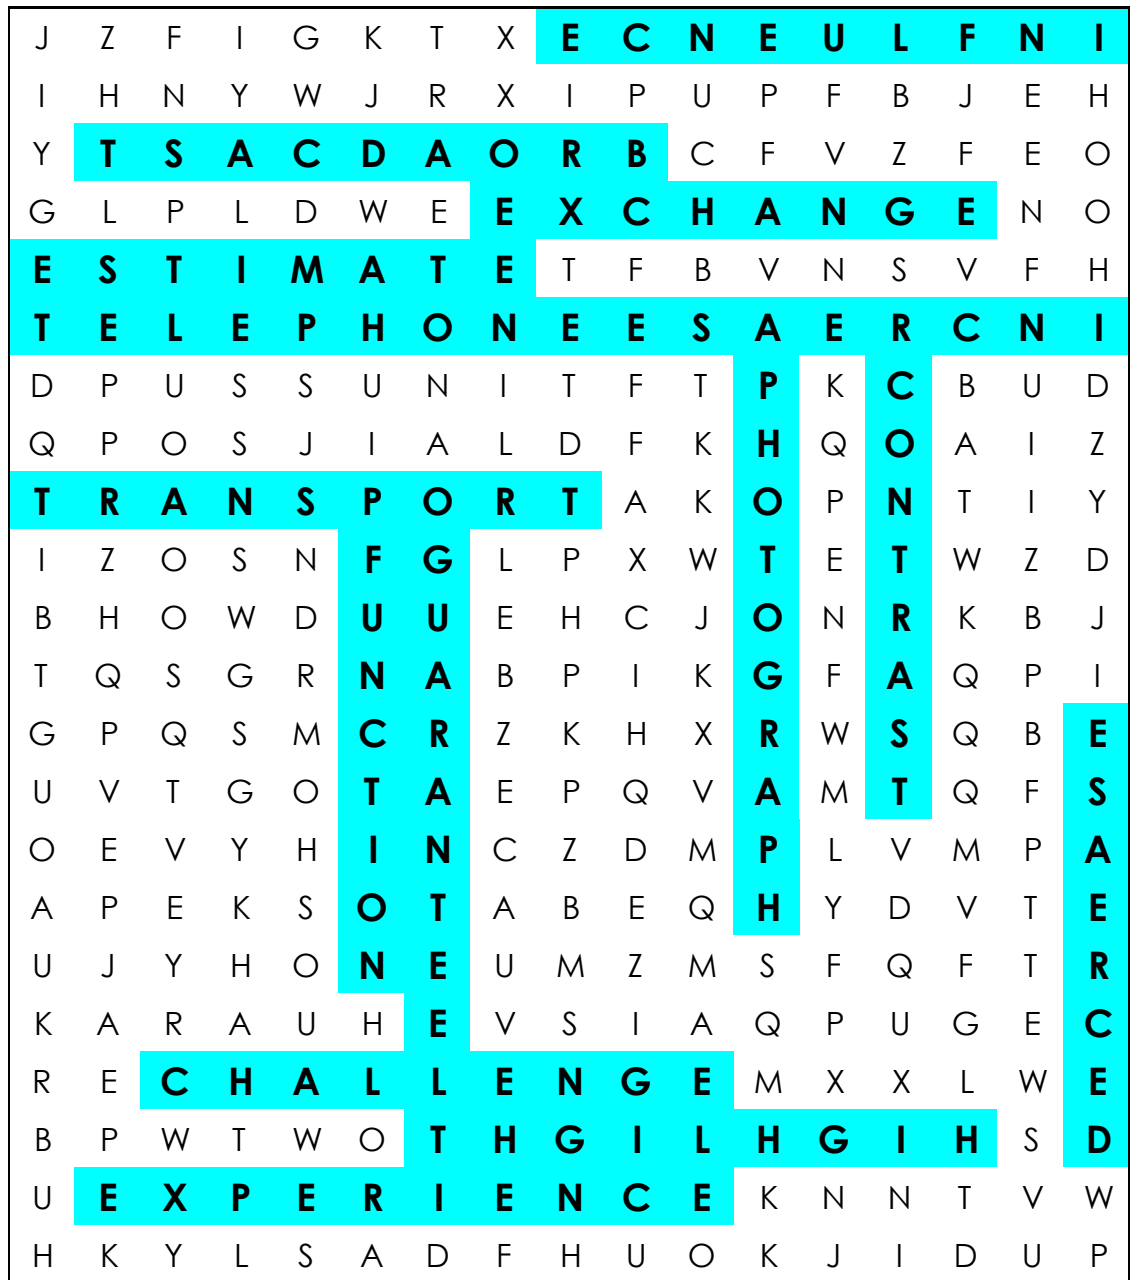 J Z F I G K T X E C N E U L F N I
I H N Y W J R X I P U P F B J E H
Y T S A C D A O R B C F V Z F E O
G L P L D W E E X C H A N G E N O
E S T I M A T E T F B V N S V F H
T E L E P H O N E E S A E R C N I
D P U S S U N I T F T P K C B U D
Q P O S J I A L D F K H Q O A I Z
T R A N S P O R T A K O P N T I Y
I Z O S N F G L P X W T E T W Z D
B H O W D U U E H C J O N R K B J
T Q S G R N A B P I K G F A Q P I
G P Q S M C R Z K H X R W S Q B E
U V T G O T A E P Q V A M T Q F S
O E V Y H I N C Z D M P L V M P A
A P E K S O T A B E Q H Y D V T E
U J Y H O N E U M Z M S F Q F T R
K A R A U H E V S I A Q P U G E C
R E C H A L L E N G E M X X L W E
B P W T W O T H G I L H G I H S D
U E X P E R I E N C E K N N T V W
H K Y L S A D F H U O K J I D U P